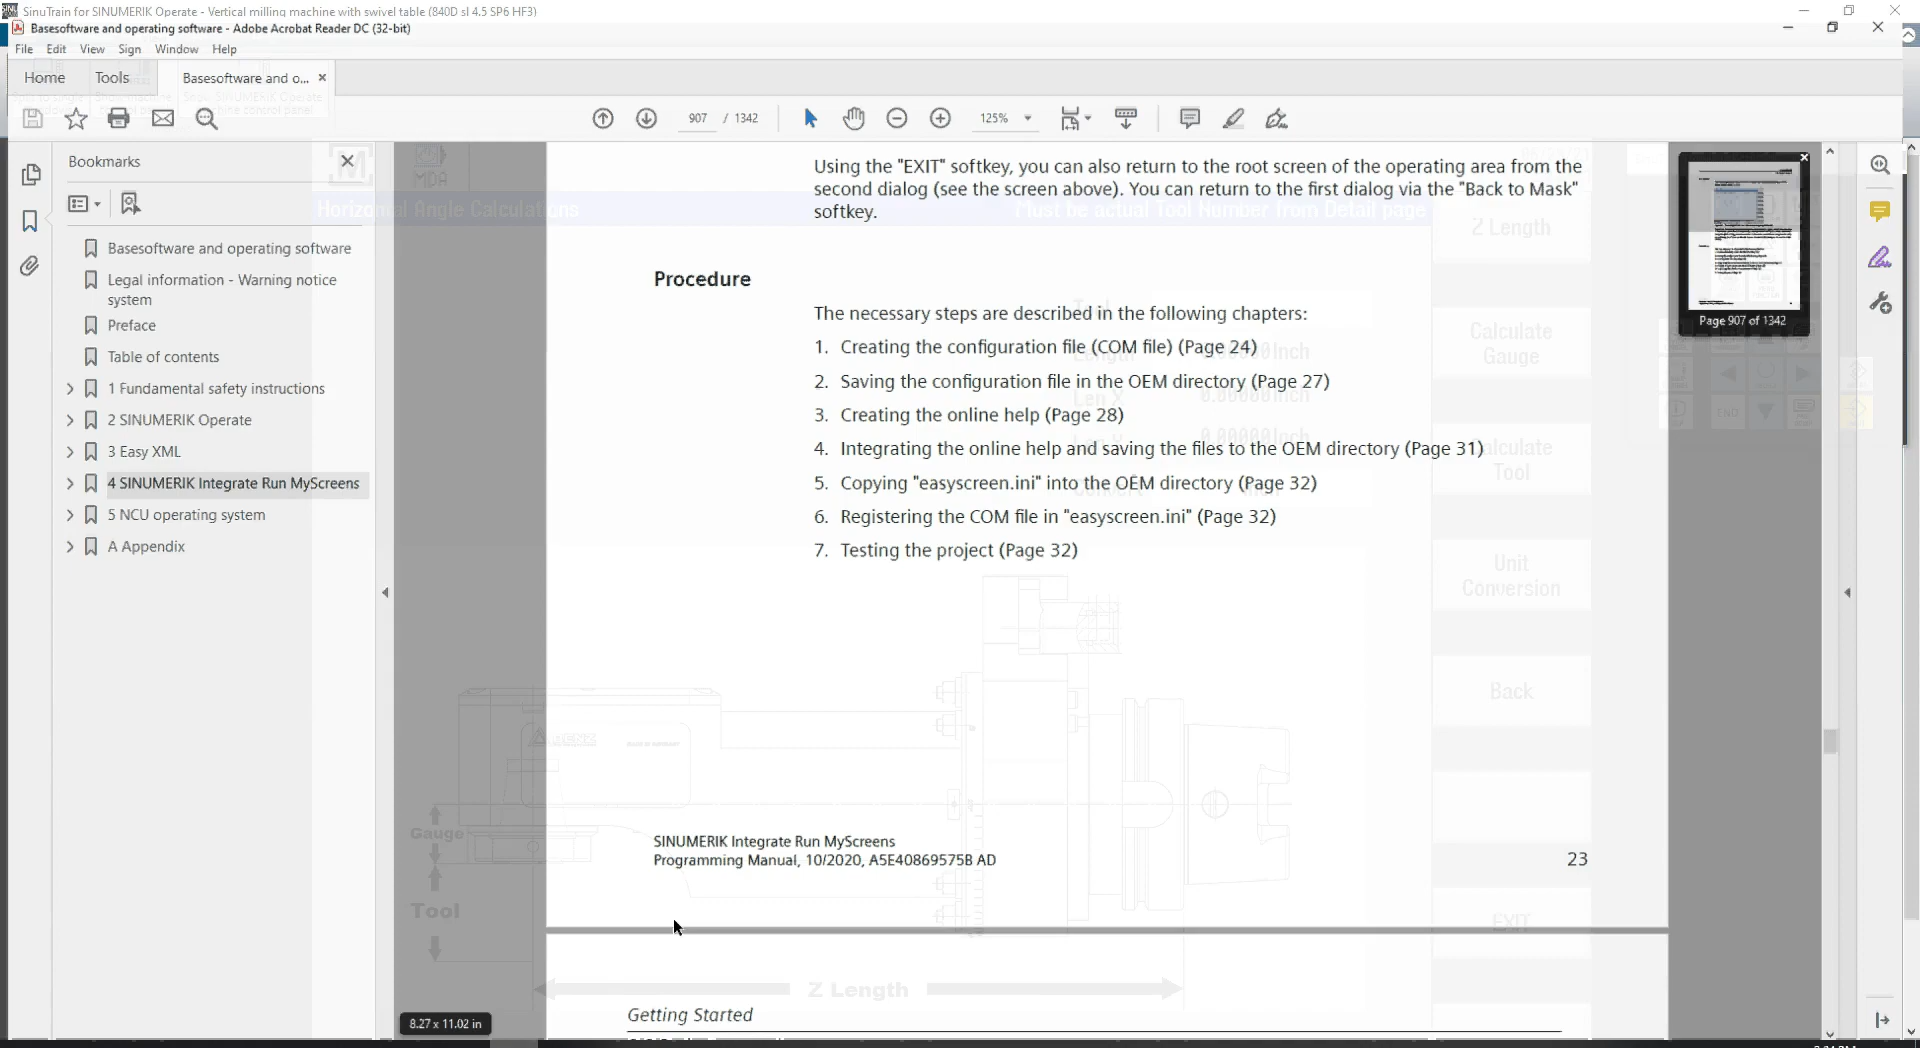 SinuTrain for SINUMERIK Operate - Vertical milling machine with swivel table (840D sl 4.5 SP6 HF3)
Basesoftware and operating software - Adobe Acrobat Reader DC (32-bit)
File Edit View Sign Window Help
Home Tools Basesoftware and o...
907 / 1342 125%
Bookmarks
Basesoftware and operating software
Legal information - Warning notice
system
Preface
Table of contents
1 Fundamental safety instructions
2 SINUMERIK Operate
3 Easy XML
4 SINUMERIK Integrate Run MyScreens
5 NCU operating system
A Appendix
MDA
Horizontal Angle Calculations
Must be actual Tool Number from Detail page
Using the "EXIT" softkey, you can also return to the root screen of the operating area from the
second dialog (see the screen above). You can return to the first dialog via the "Back to Mask"
softkey.
Procedure
The necessary steps are described in the following chapters:
1. Creating the configuration file (COM file) (Page 24)
2. Saving the configuration file in the OEM directory (Page 27)
3. Creating the online help (Page 28)
4. Integrating the online help and saving the files to the OEM directory (Page 31)
5. Copying "easyscreen.ini" into the OEM directory (Page 32)
6. Registering the COM file in "easyscreen.ini" (Page 32)
7. Testing the project (Page 32)
Z Length
Calculate
Gauge
Calculate
Tool
Unit
Conversion
Back
EXIT
Gauge
Tool
SINUMERIK Integrate Run MyScreens
Programming Manual, 10/2020, A5E40869575B AD
23
Z Length
Getting Started
8.27 x 11.02 in
Page 907 of 1342